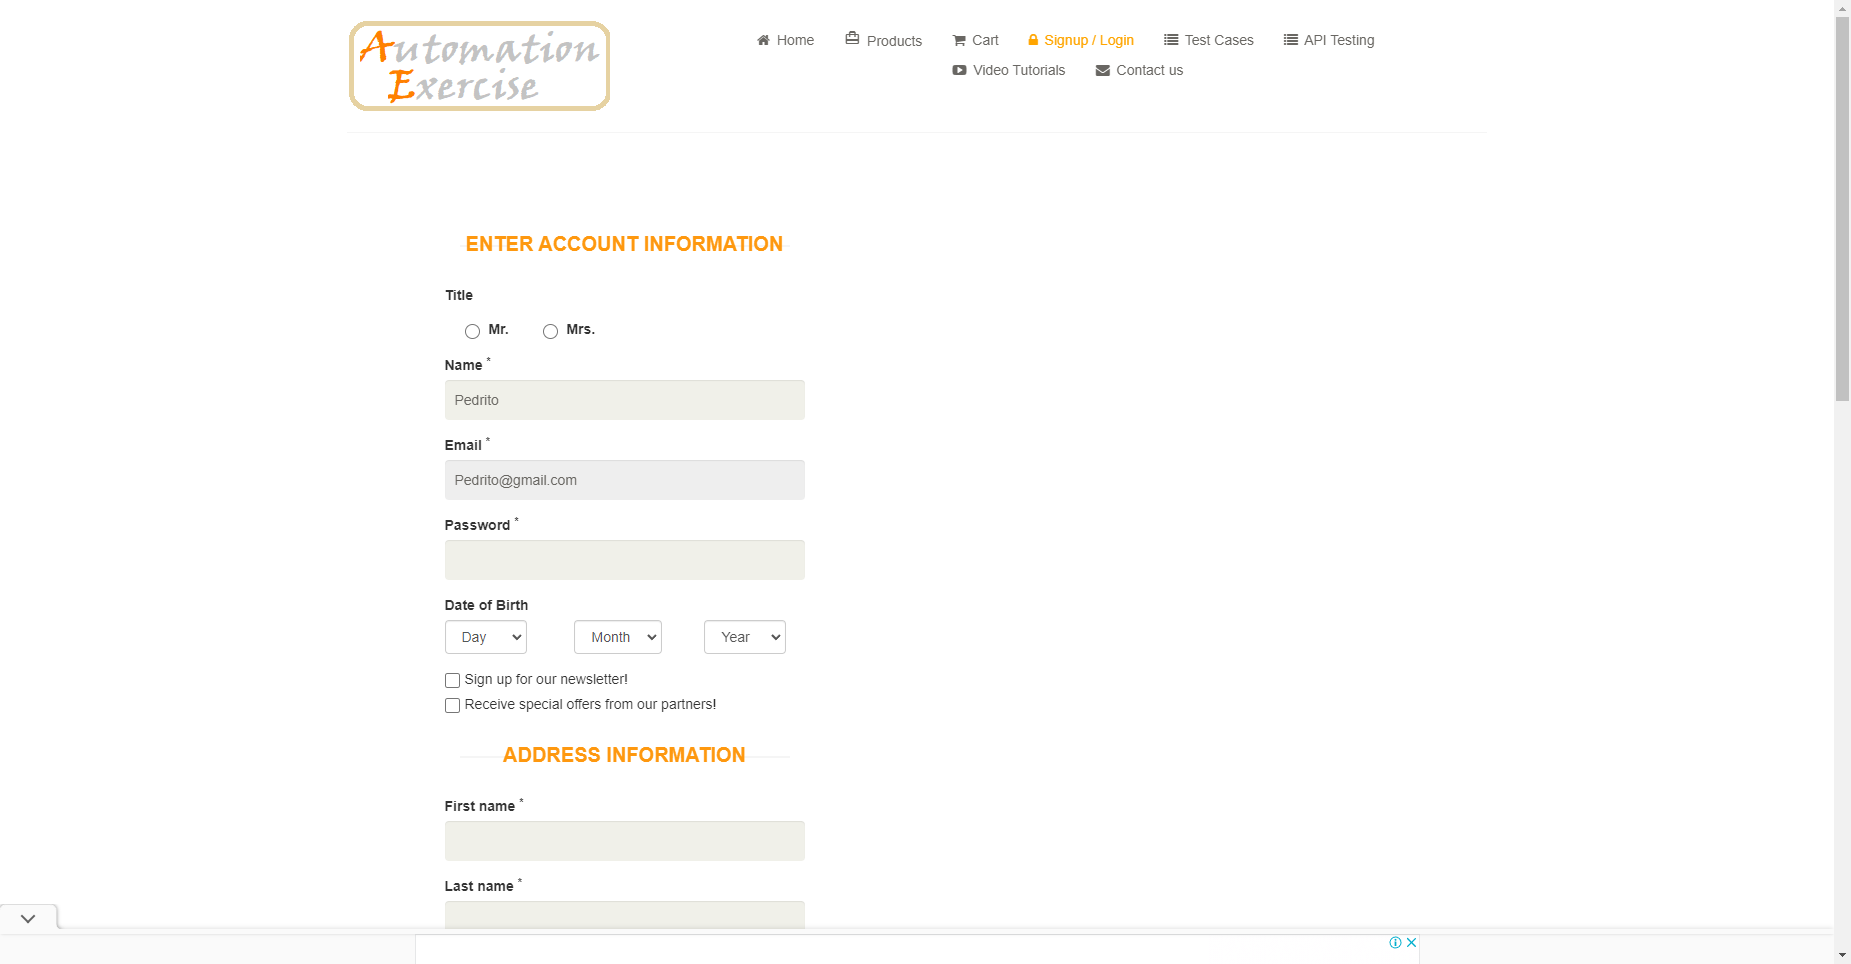 Automation
Exercise
Home
Products
Cart
Signup / Login
Test Cases
API Testing
Video Tutorials
Contact us
ENTER ACCOUNT INFORMATION
Title
Mr.
Mrs.
Name *
Pedrito
Email *
Pedrito@gmail.com
Password *
Date of Birth
Day
Month
Year
Sign up for our newsletter!
Receive special offers from our partners!
ADDRESS INFORMATION
First name *
Last name *